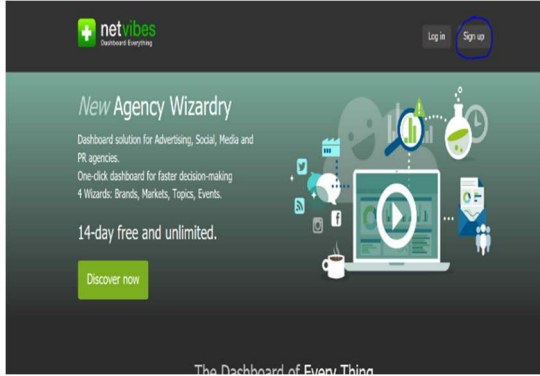 netvibes
Dashboard Everything
Log in
Sign up
New Agency Wizardry
Dashboard solution for Advertising, Social, Media and
PR agencies.
One-click dashboard for faster decision-making
4 Wizards: Brands, Markets, Topics, Events.
14-day free and unlimited.
Discover now
The Dashboard of Every Thing